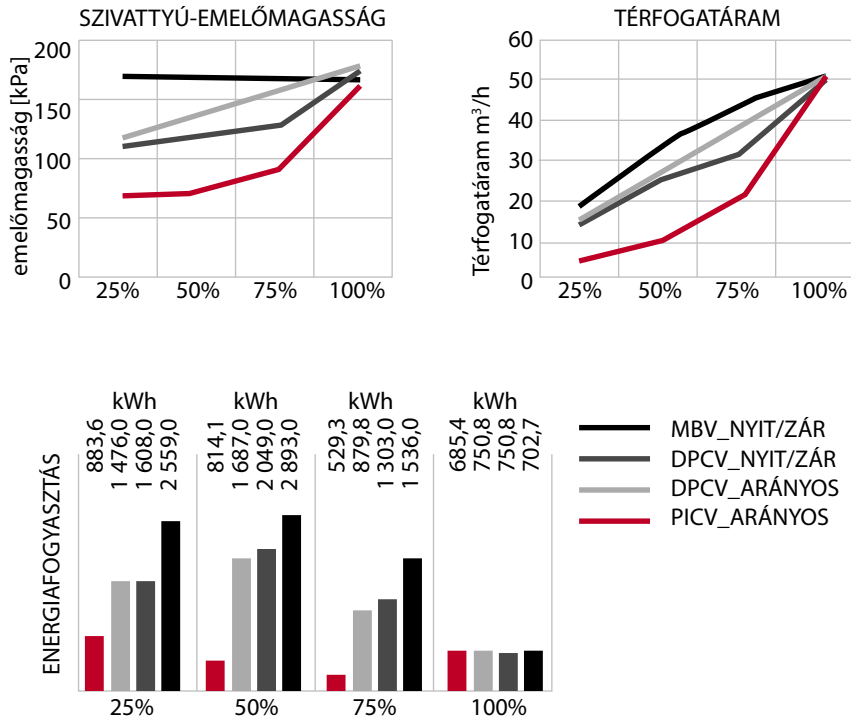 SZIVATTYÚ-EMELŐMAGASSÁG
emelőmagasság [kPa]
200
150
100
50
0
25% 50% 75% 100%
TÉRFOGATÁRAM
Térfogatáram m³/h
60
50
40
30
20
10
0
25% 50% 75% 100%
ENERGIAFOGYASZTÁS
kWh
883,6
1 476,0
1 608,0
2 559,0
25%
kWh
814,1
1 687,0
2 049,0
2 893,0
50%
kWh
529,3
879,8
1 303,0
1 536,0
75%
kWh
685,4
750,8
750,8
702,7
100%
MBV_NYIT/ZÁR
DPCV_NYIT/ZÁR
DPCV_ARÁNYOS
PICV_ARÁNYOS